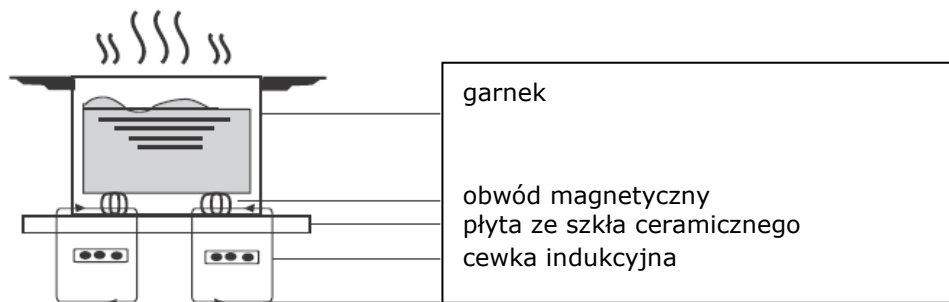 garnek
obwód magnetyczny
płyta ze szkła ceramicznego
cewka indukcyjna